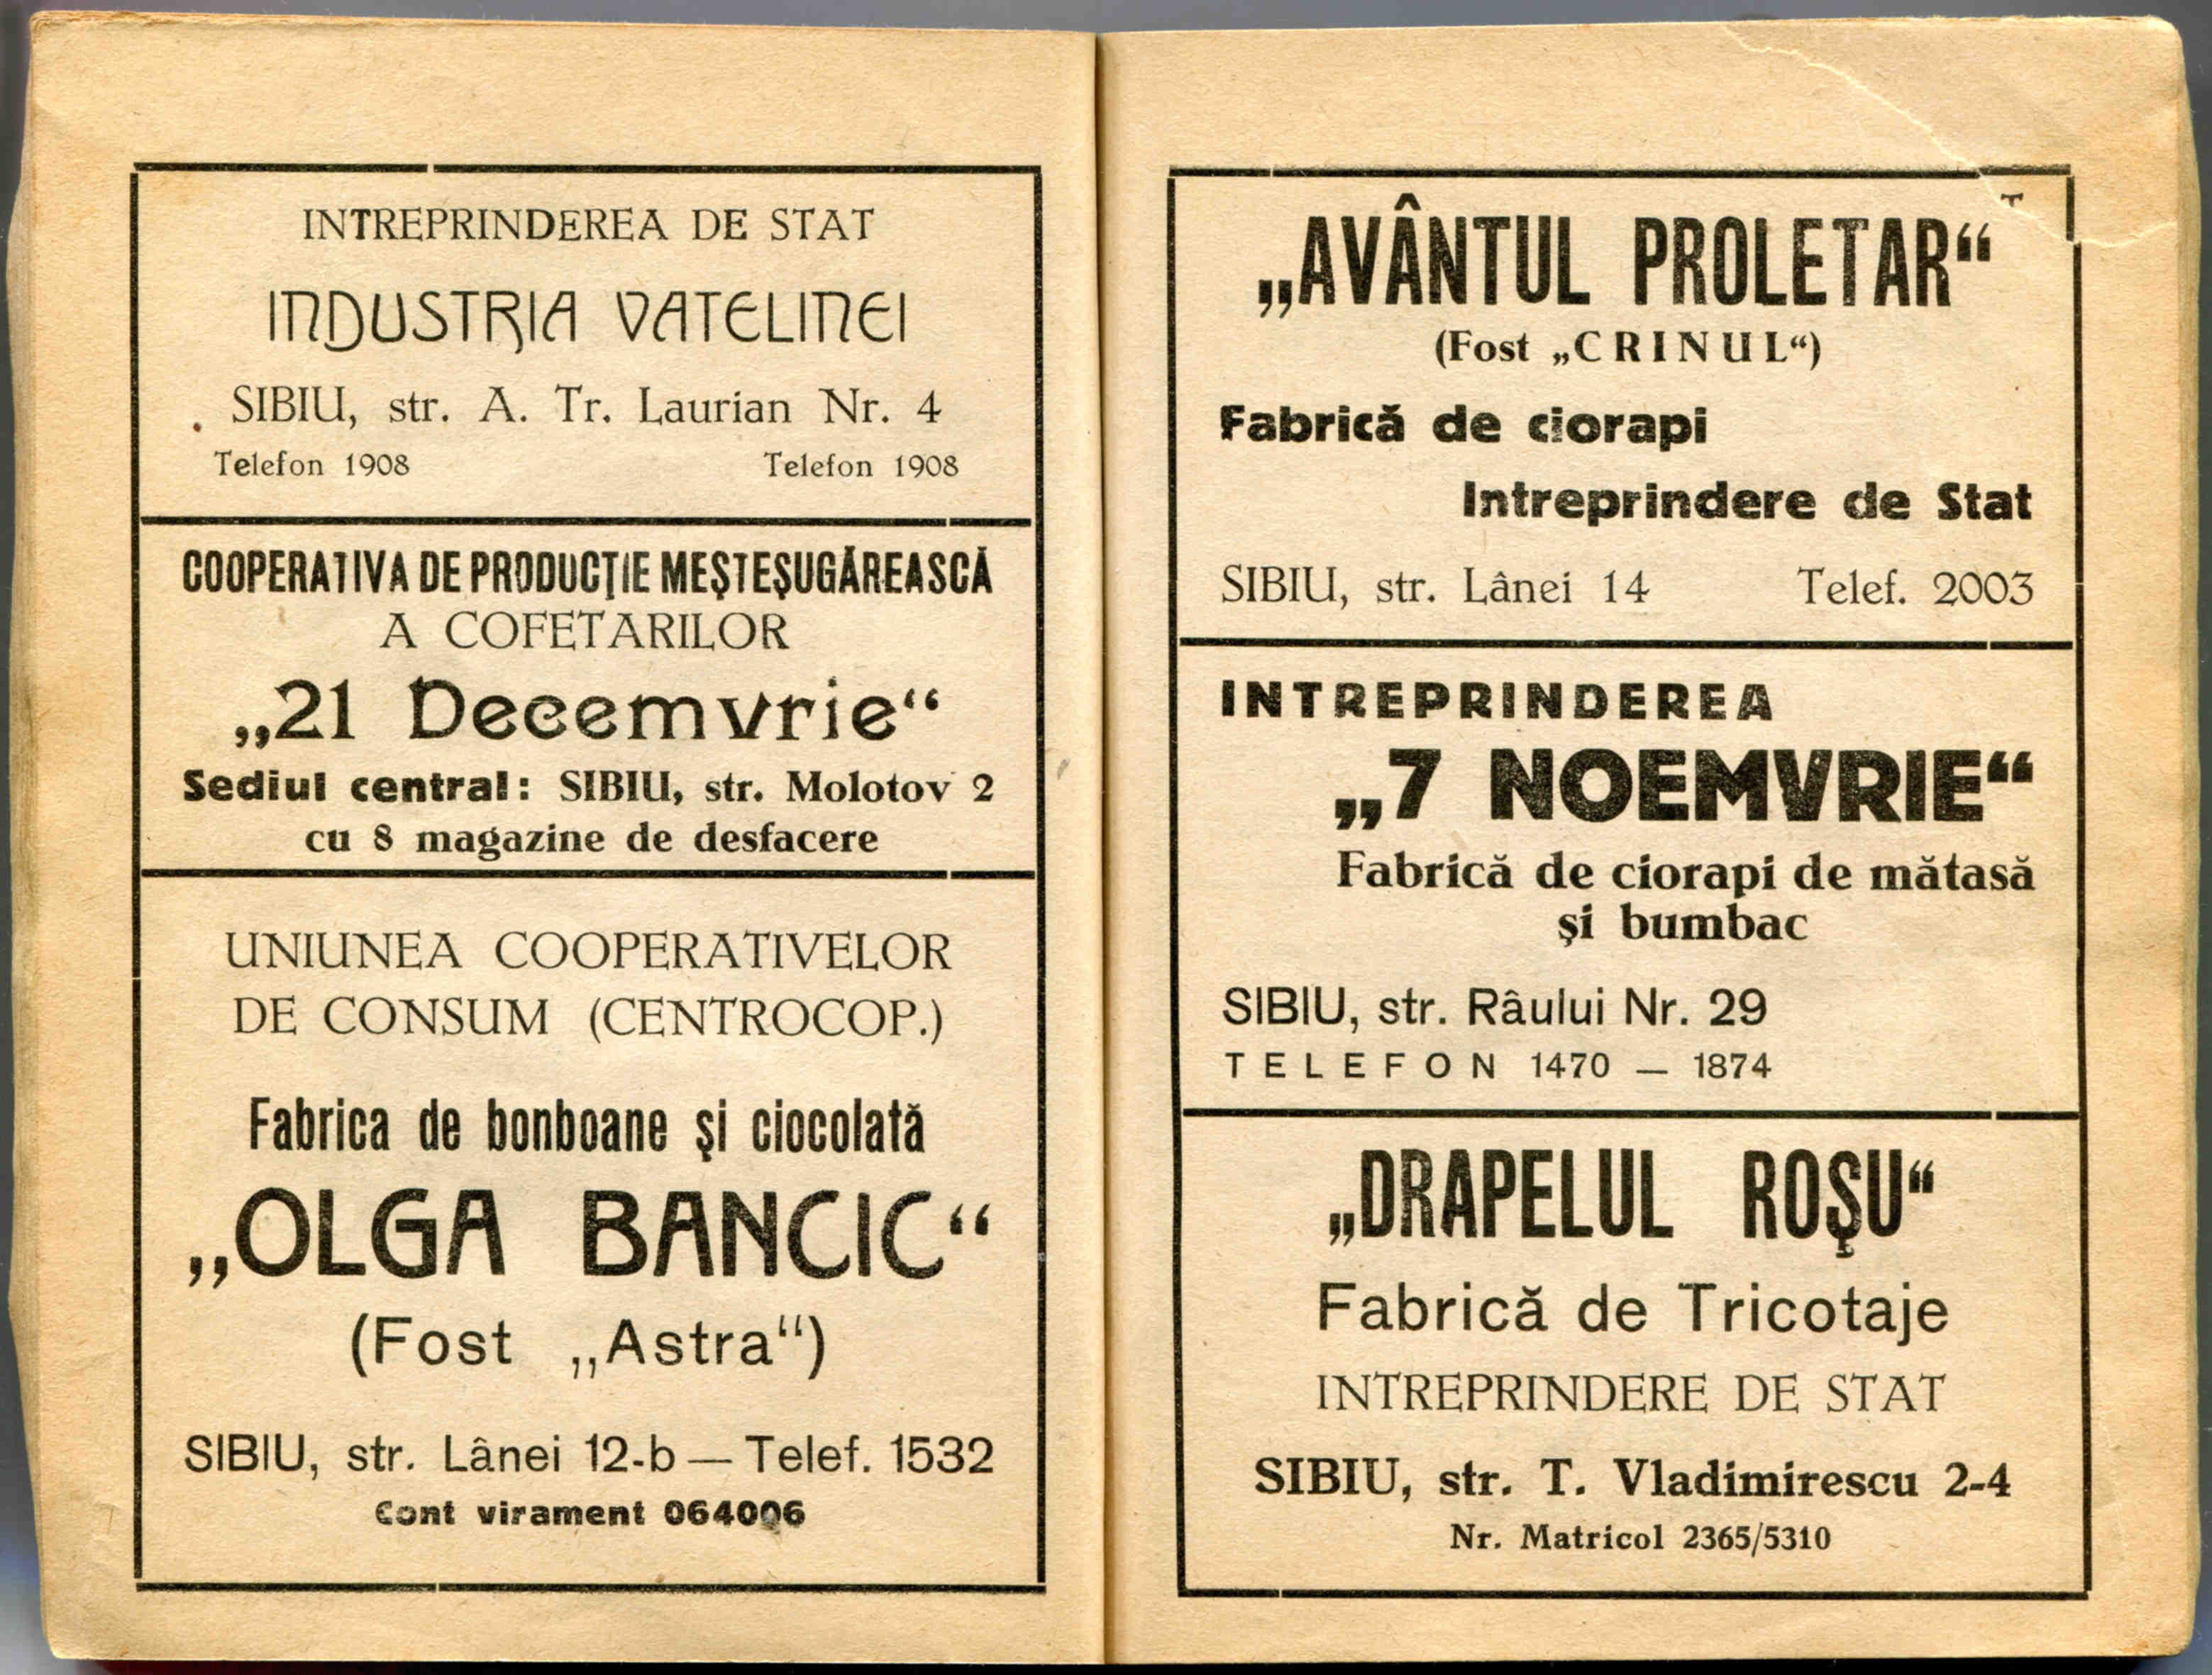 INTREPRINDEREA DE STAT
INDUSTRIA VATELINEI
SIBIU, str. A. Tr. Laurian Nr. 4
Telefon 1908 Telefon 1908
COOPERATIVA DE PRODUCŢIE MEŞTEŞUGĂREASCĂ
A COFETARILOR
„21 Decemvrie“
Sediul central: SIBIU, str. Molotov 2
cu 8 magazine de desfacere
UNIUNEA COOPERATIVELOR
DE CONSUM (CENTROCOP.)
Fabrica de bonboane şi ciocolată
„OLGA BANCIC“
(Fost „Astra“)
SIBIU, str. Lânei 12-b — Telef. 1532
Cont virament 064006
„AVÂNTUL PROLETAR“
(Fost „CRINUL“)
Fabrică de ciorapi
Intreprindere de Stat
SIBIU, str. Lânei 14 Telef. 2003
INTREPRINDEREA
„7 NOEMVRIE“
Fabrică de ciorapi de mătasă
şi bumbac
SIBIU, str. Râului Nr. 29
TELEFON 1470 — 1874
„DRAPELUL ROŞU“
Fabrică de Tricotaje
INTREPRINDERE DE STAT
SIBIU, str. T. Vladimirescu 2-4
Nr. Matricol 2365/5310